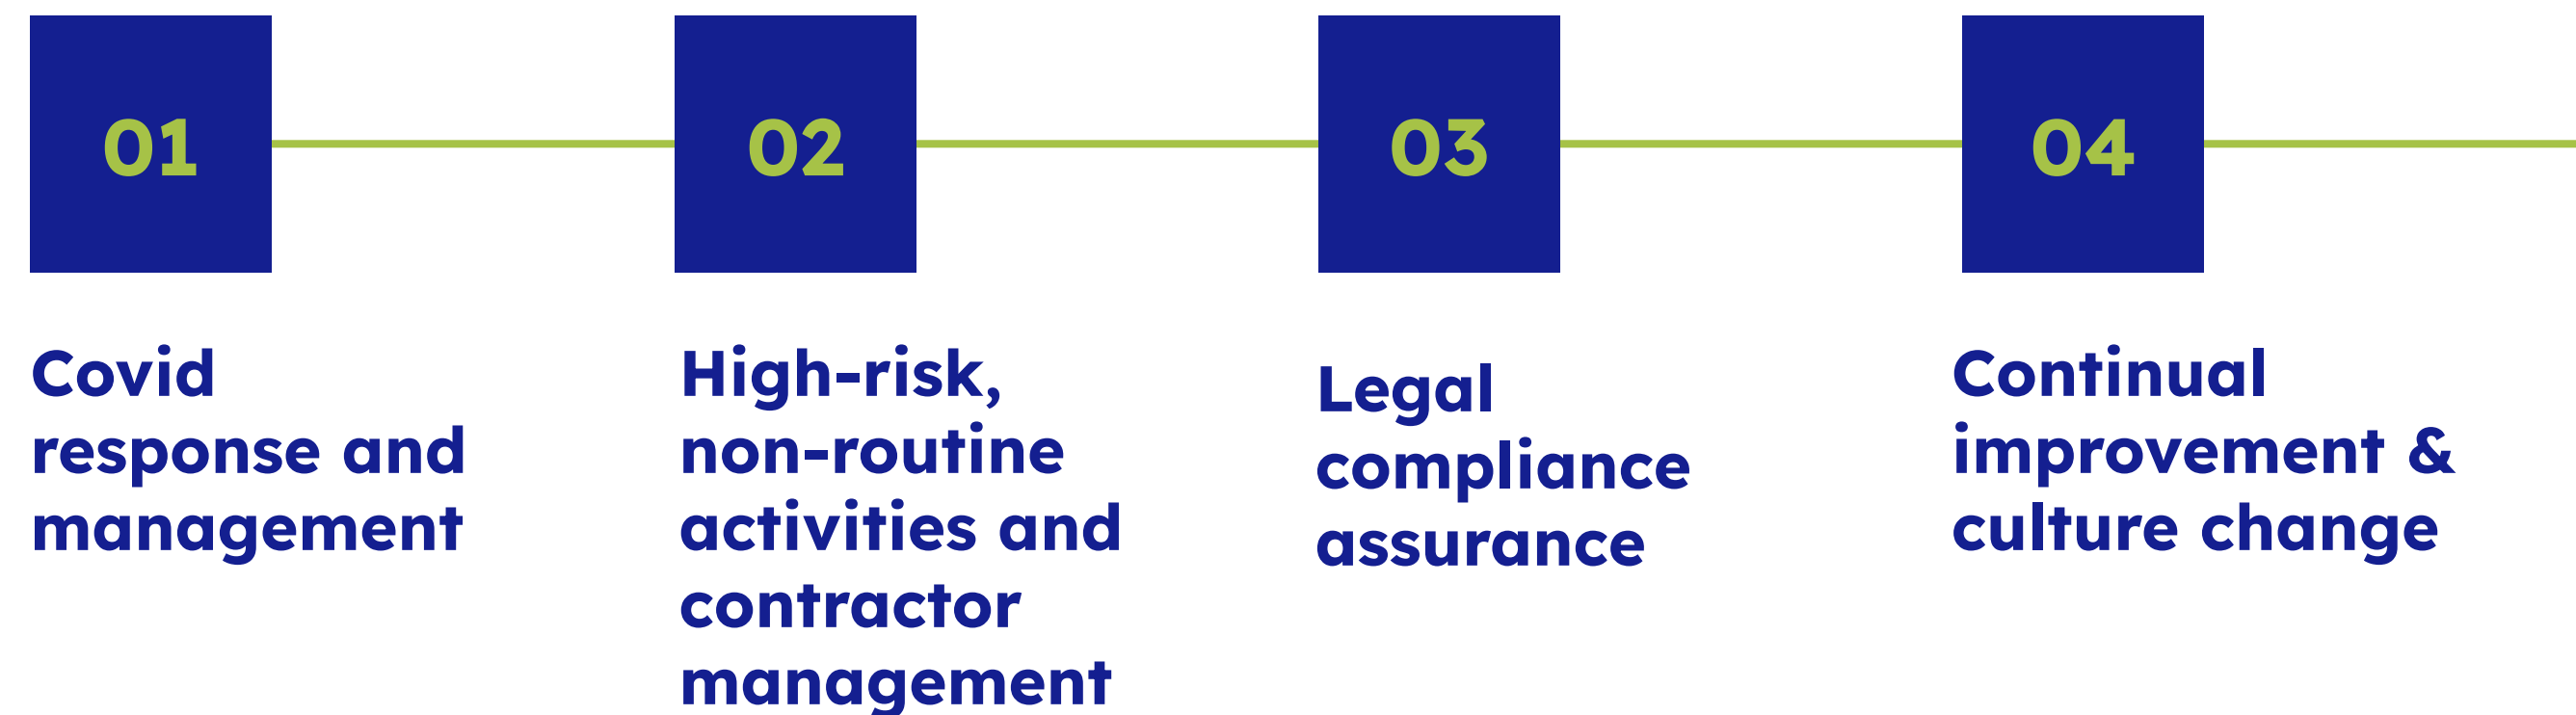 01
02
03
04
Covid
response and
management
High-risk,
non-routine
activities and
contractor
management
Legal
compliance
assurance
Continual
improvement &
culture change